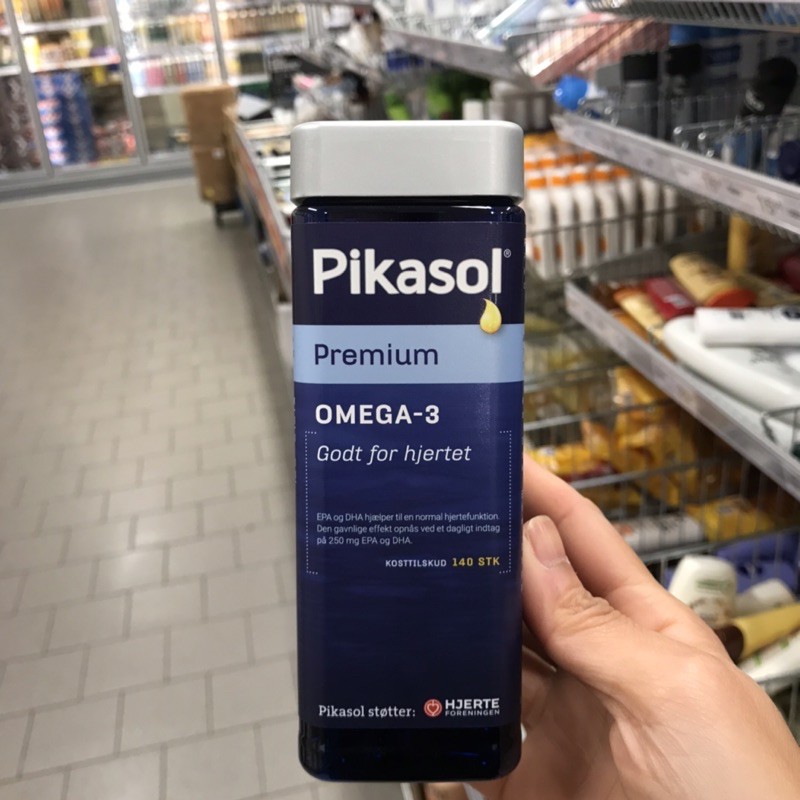 Pikasol®
Premium
OMEGA-3
Godt for hjertet
EPA og DHA hjælper til en normal hjertefunktion.
Den gavnlige effekt opnås ved et dagligt indtag
på 250 mg EPA og DHA.
KOSTTILSKUD 140 STK
Pikasol støtter: HJERTE
FORENINGEN